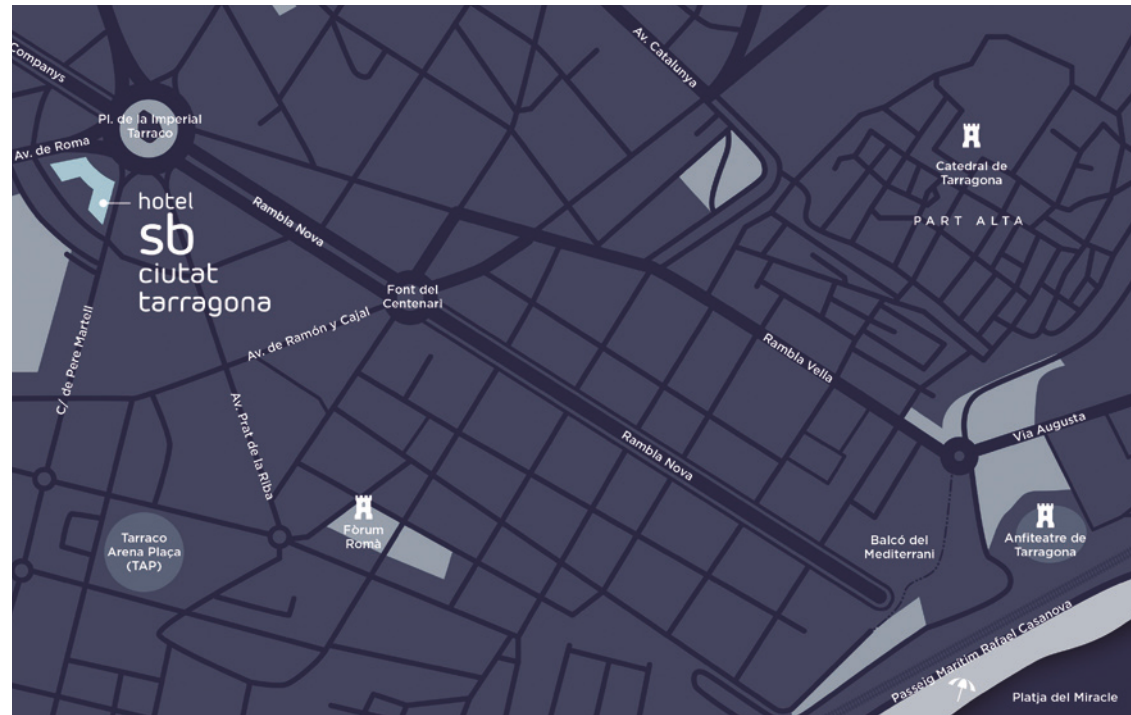 Companys
Av. Catalunya
Pl. de la Imperial
Tarraco
Av. de Roma
Catedral de
Tarragona
PART ALTA
hotel
sb
ciutat
tarragona
Rambla Nova
Font del
Centenari
C/ de Pere Martell
Av. de Ramón y Cajal
Rambla Vella
Av. Prat de la Riba
Via Augusta
Rambla Nova
Fòrum
Romà
Tarraco
Arena Plaça
(TAP)
Balcó del
Mediterrani
Anfiteatre de
Tarragona
Passeig Marítim Rafael Casanova
Platja del Miracle